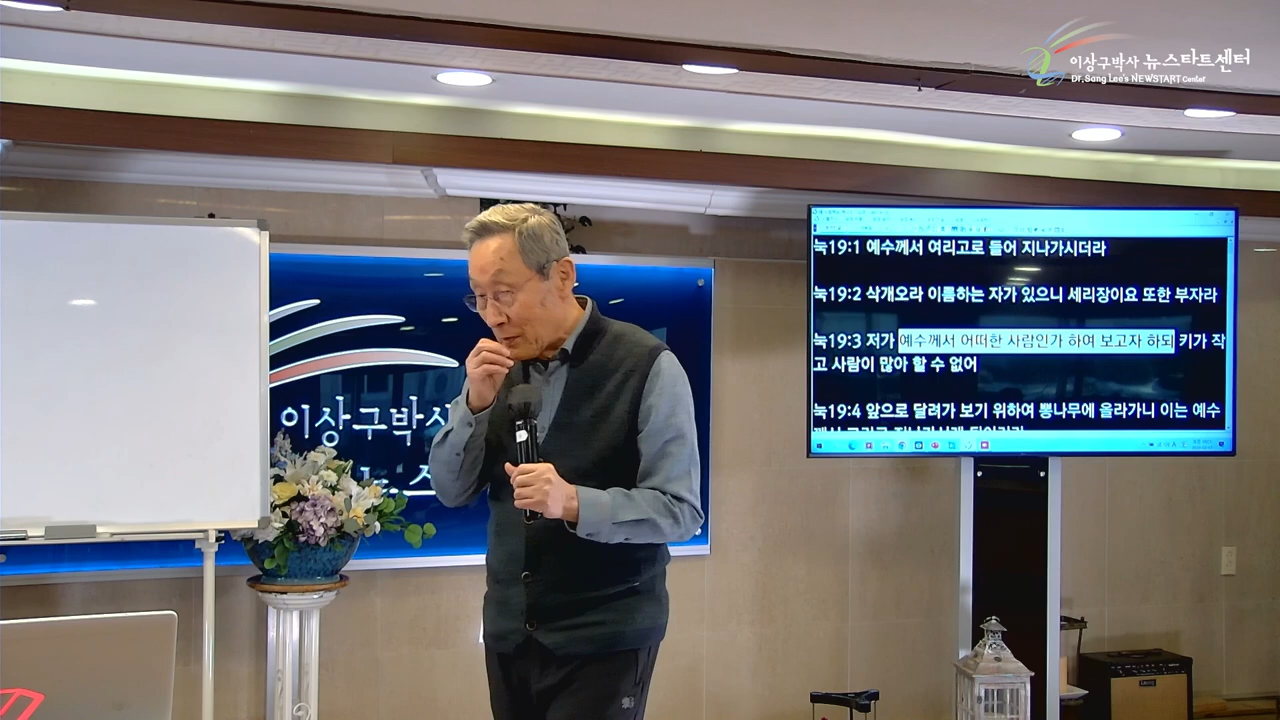 이상구박사 뉴스타트센터
Dr. Sang Lee's NEWSTART Center
눅19:1 예수께서 여리고로 들어 지나가시더라
눅19:2 삭개오라 이름하는 자가 있으니 세리장이요 또한 부자라
눅19:3 저가 예수께서 어떠한 사람인가 하여 보고자 하되 키가 작
고 사람이 많아 할 수 없어
눅19:4 앞으로 달려가 보기 위하여 뽕나무에 올라가니 이는 예수
이상구박사